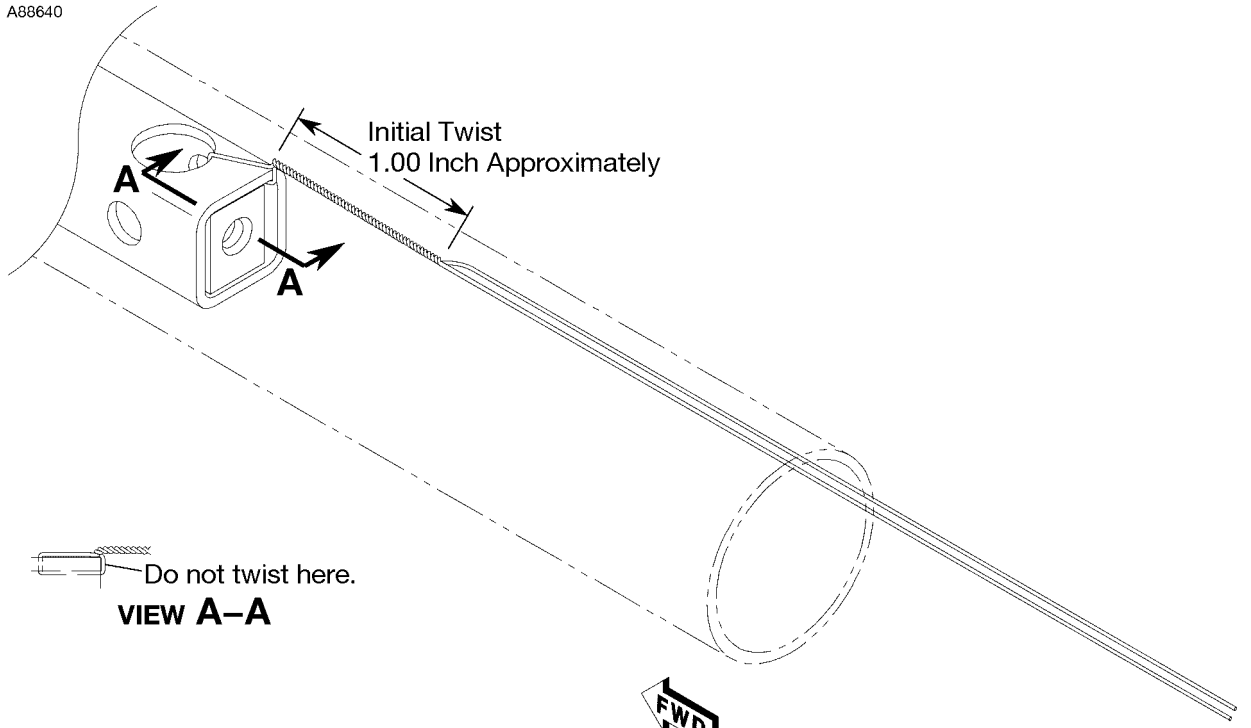 A88640
Initial Twist
1.00 Inch Approximately
A
A
Do not twist here.
VIEW A–A
FWD